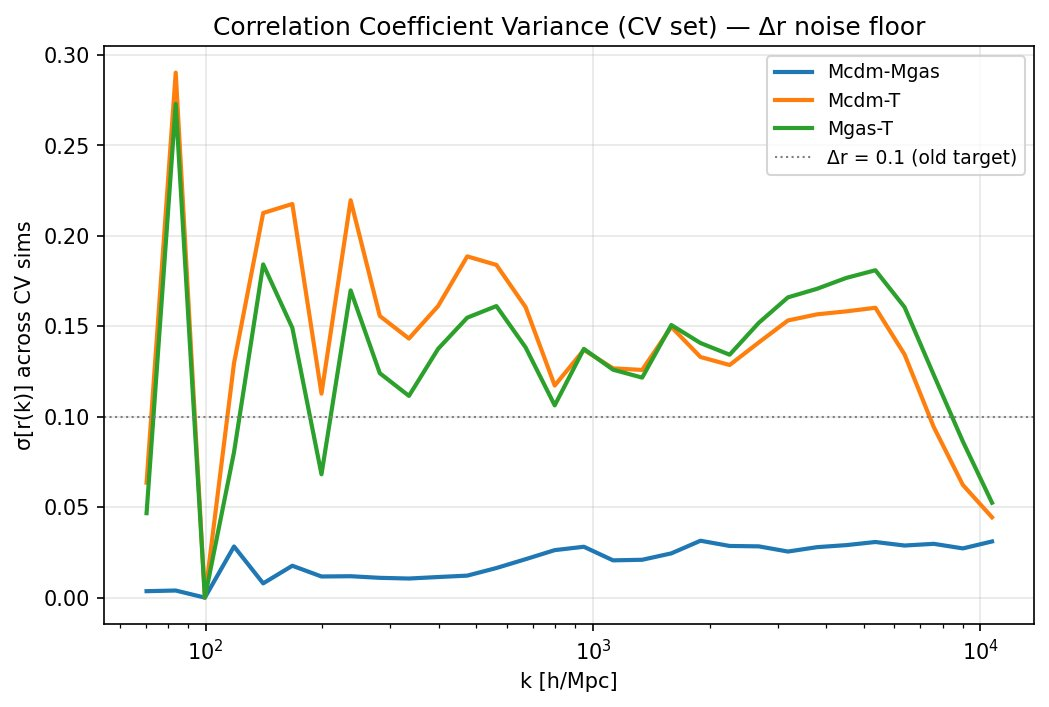 Correlation Coefficient Variance (CV set) — Δr noise floor
0.30
0.25
0.20
0.15
0.10
0.05
0.00
σ[r(k)] across CV sims
Mcdm-Mgas
Mcdm-T
Mgas-T
Δr = 0.1 (old target)
10²
10³
10⁴
k [h/Mpc]